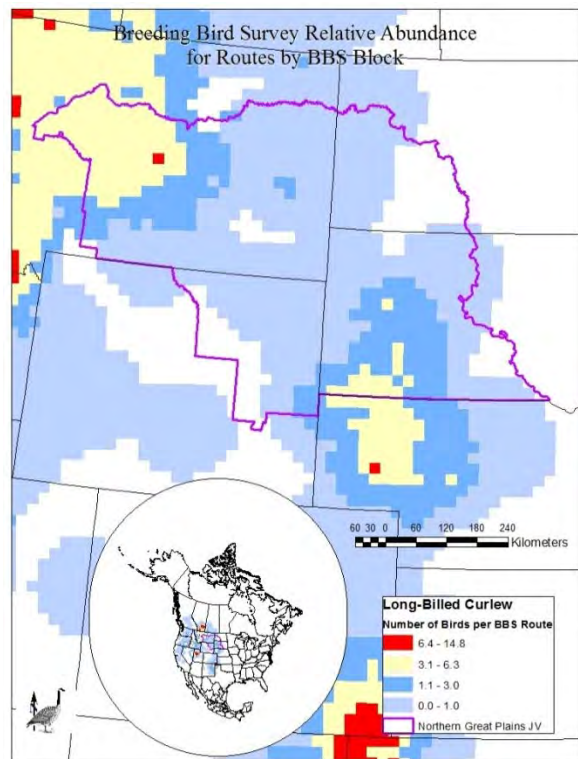 Breeding Bird Survey Relative Abundance
for Routes by BBS Block
60 30 0 60 120 180 240
Kilometers
Long-Billed Curlew
Number of Birds per BBS Route
6.4 - 14.8
3.1 - 6.3
1.1 - 3.0
0.0 - 1.0
Northern Great Plains JV